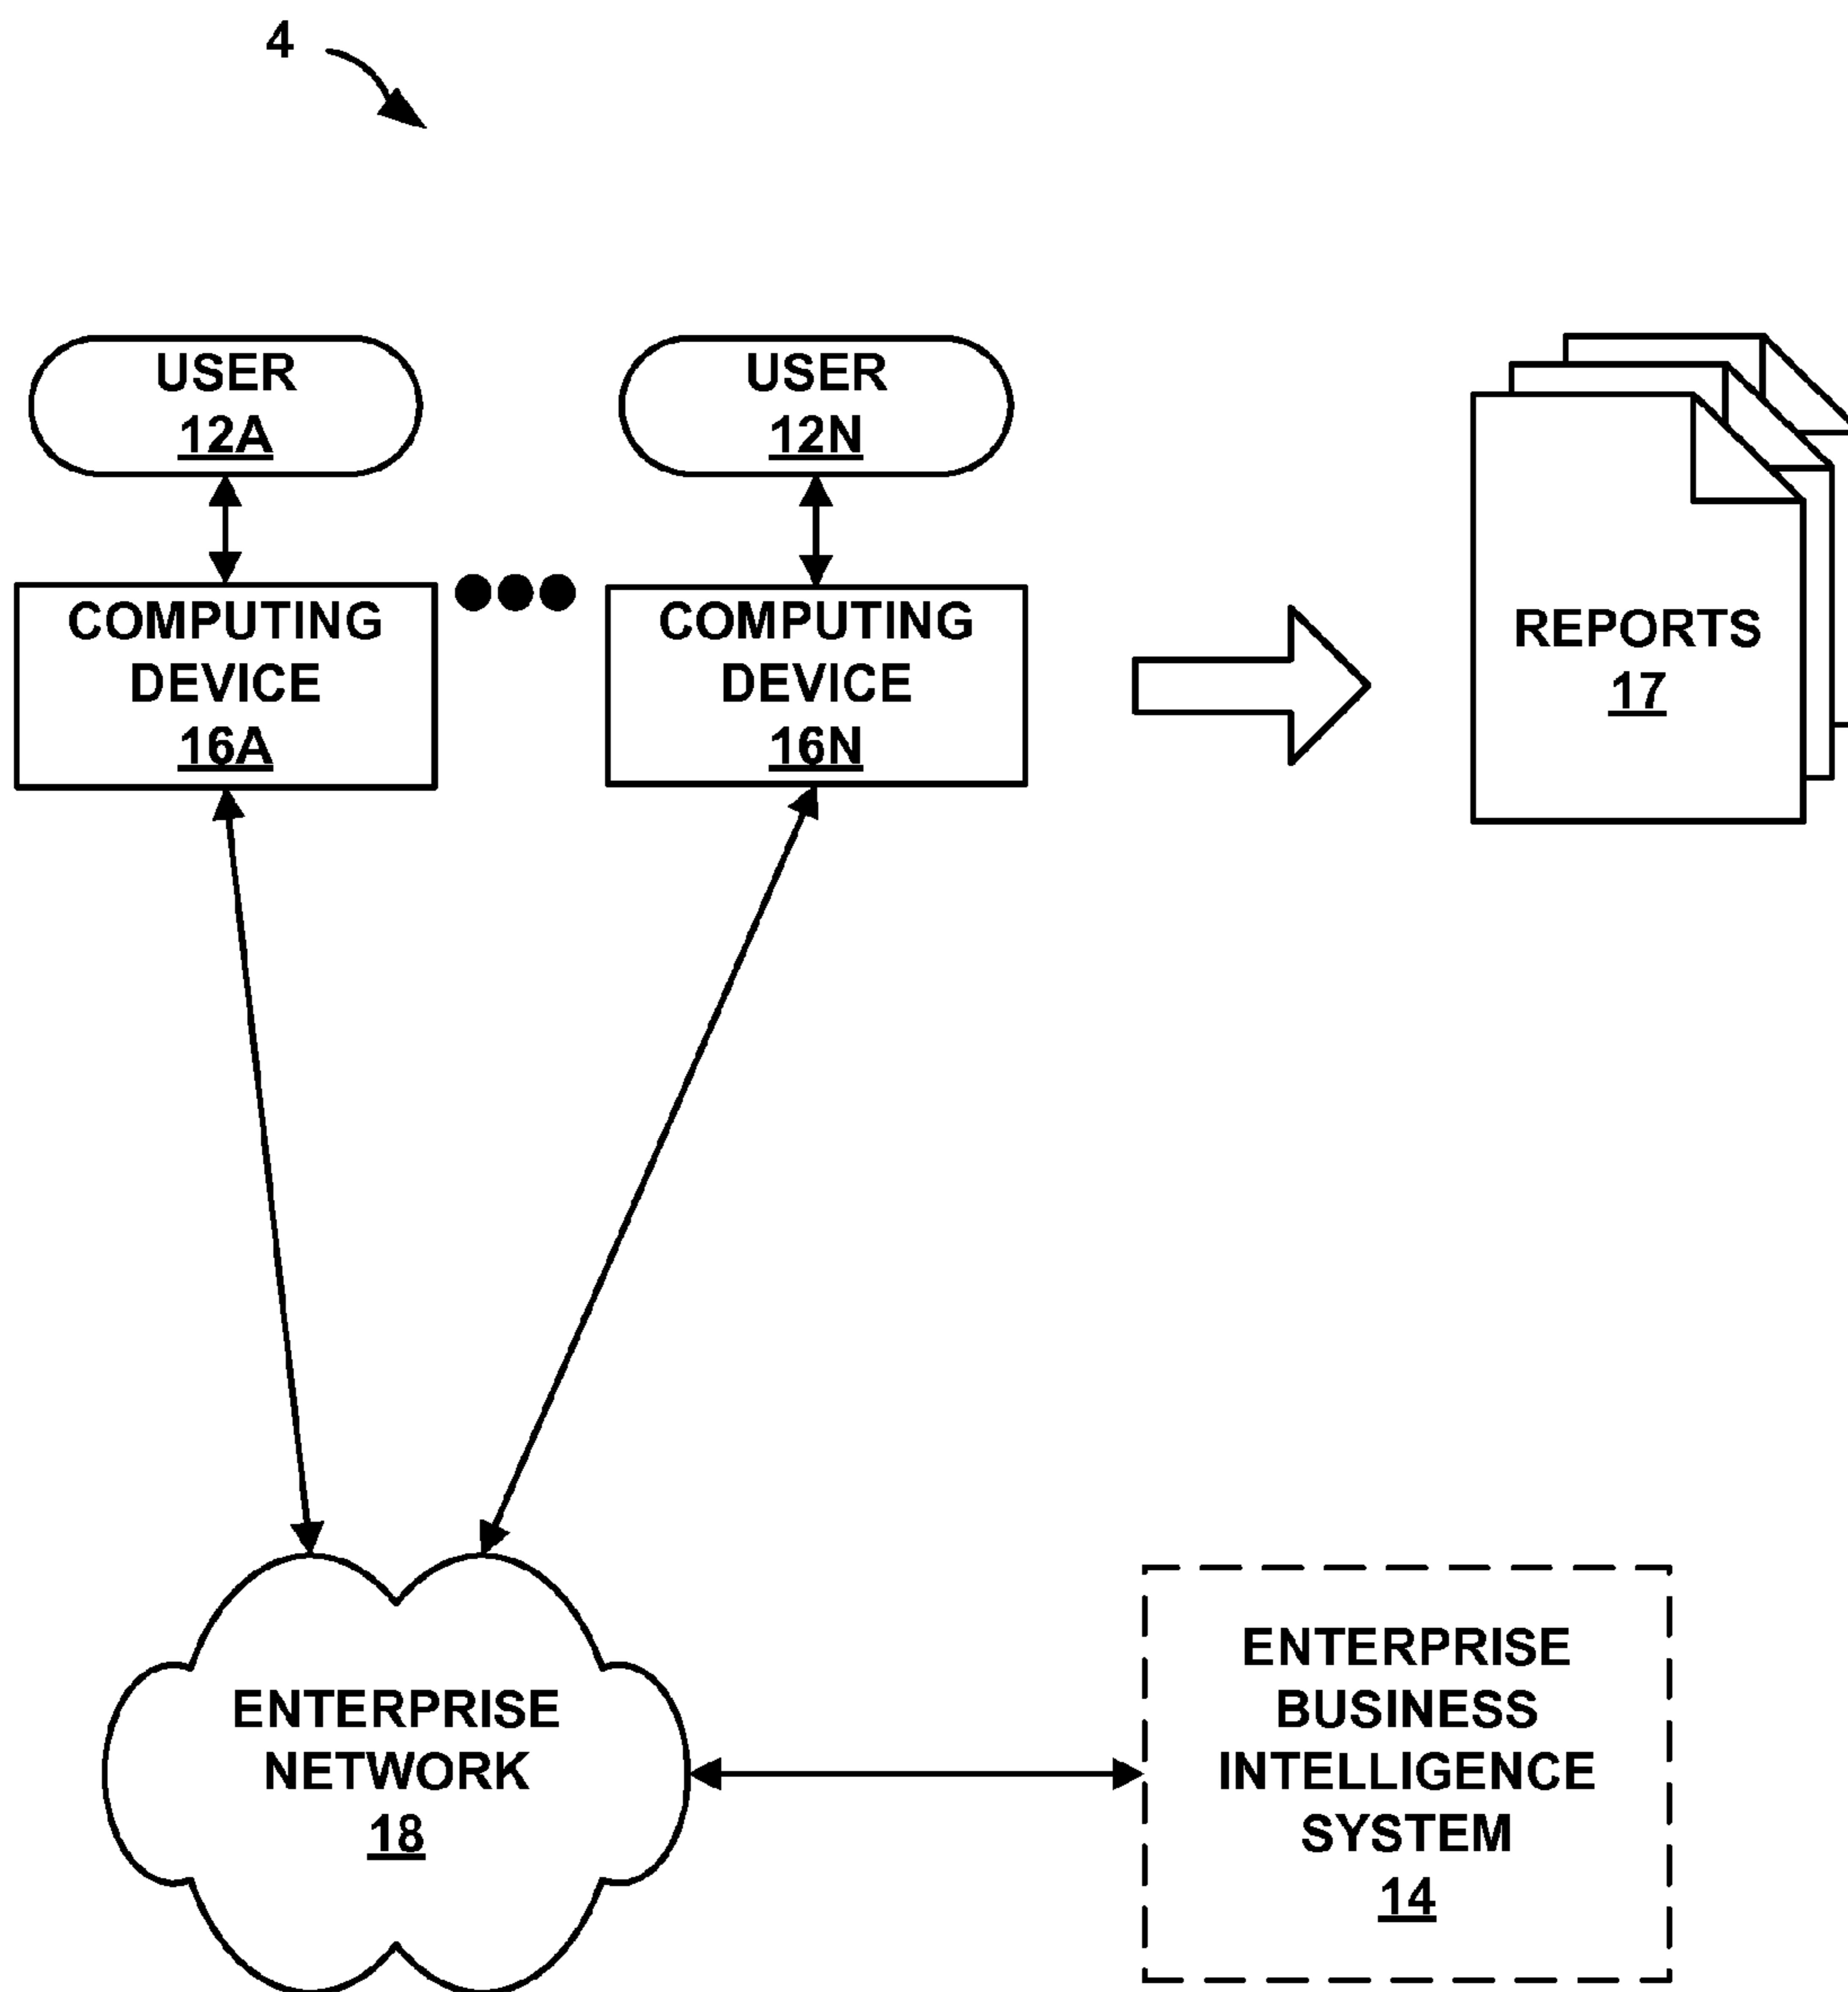 4
USER
12A
USER
12N
COMPUTING
DEVICE
16A
COMPUTING
DEVICE
16N
REPORTS
17
ENTERPRISE
NETWORK
18
ENTERPRISE
BUSINESS
INTELLIGENCE
SYSTEM
14